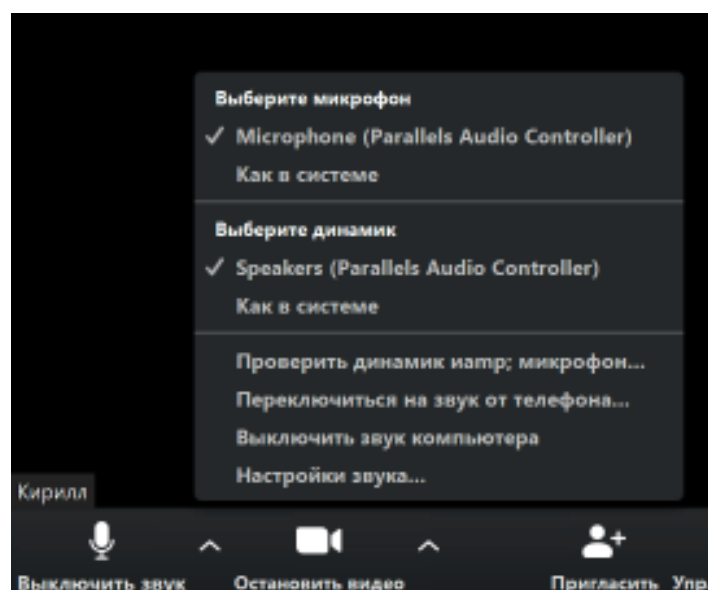 Выберите микрофон
✓ Microphone (Parallels Audio Controller)
Как в системе
Выберите динамик
✓ Speakers (Parallels Audio Controller)
Как в системе
Проверить динамик иamp; микрофон...
Переключиться на звук от телефона...
Выключить звук компьютера
Настройки звука...
Кирилл
Выключить звук Остановить видео Пригласить Упр